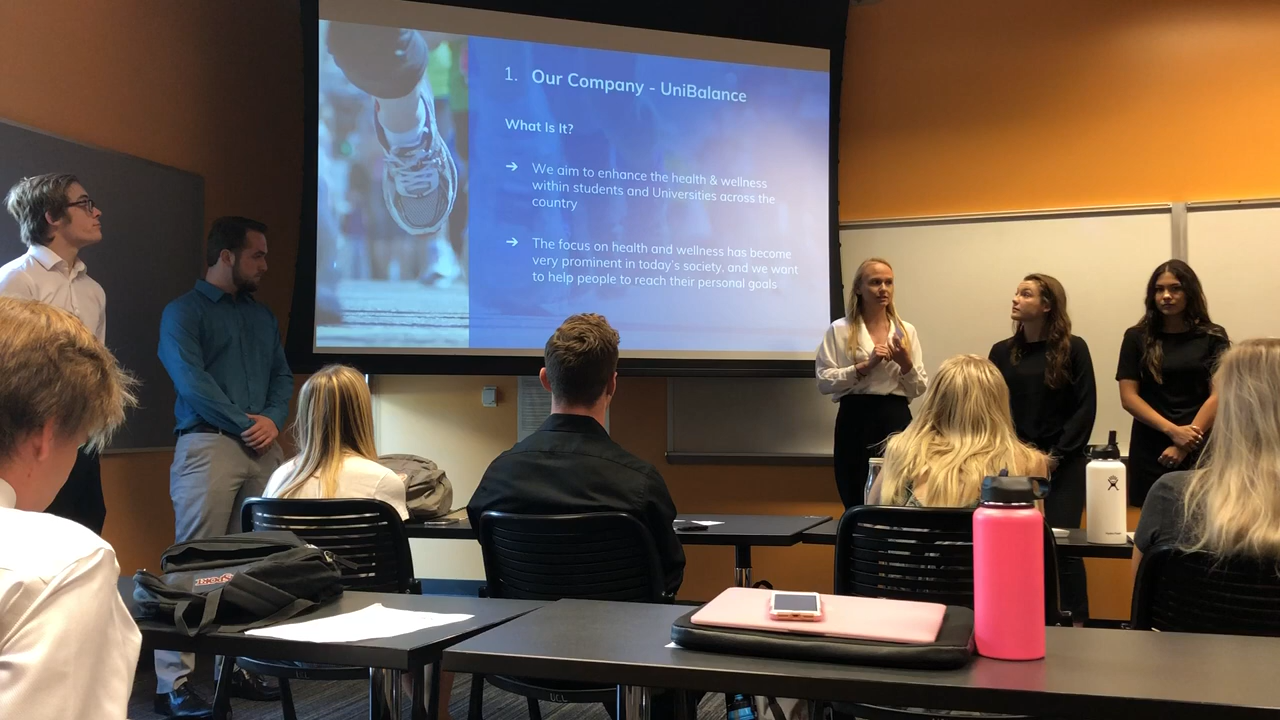 1. Our Company - UniBalance
What Is It?
➔ We aim to enhance the health & wellness
within students and Universities across the
country
➔ The focus on health and wellness has become
very prominent in today's society, and we want
to help people to reach their personal goals
UCL